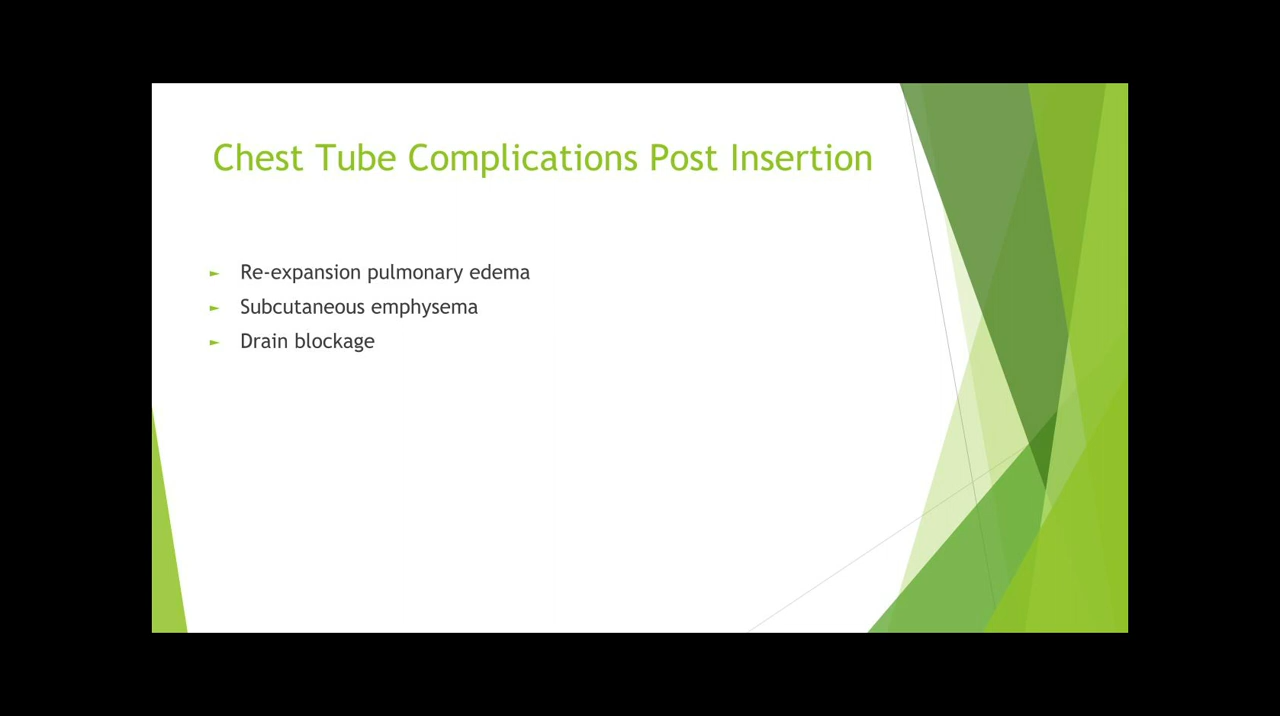 Chest Tube Complications Post Insertion
► Re-expansion pulmonary edema
► Subcutaneous emphysema
► Drain blockage